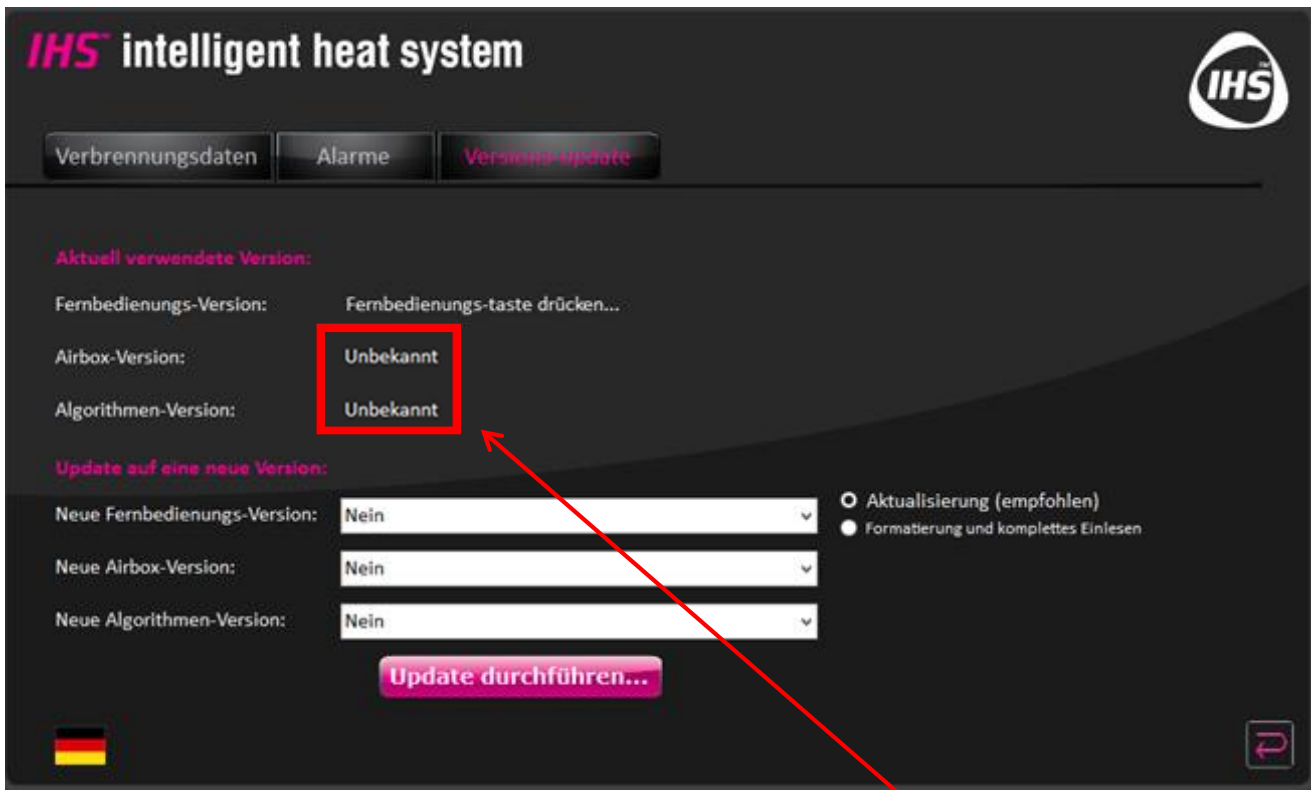 IHS™ intelligent heat system
IHS™
Verbrennungsdaten Alarme Versions-update
Aktuell verwendete Version:
Fernbedienungs-Version: Fernbedienungs-taste drücken...
Airbox-Version: Unbekannt
Algorithmen-Version: Unbekannt
Update auf eine neue Version:
Neue Fernbedienungs-Version: Nein Aktualisierung (empfohlen)
Formatierung und komplettes Einlesen
Neue Airbox-Version: Nein
Neue Algorithmen-Version: Nein
Update durchführen...